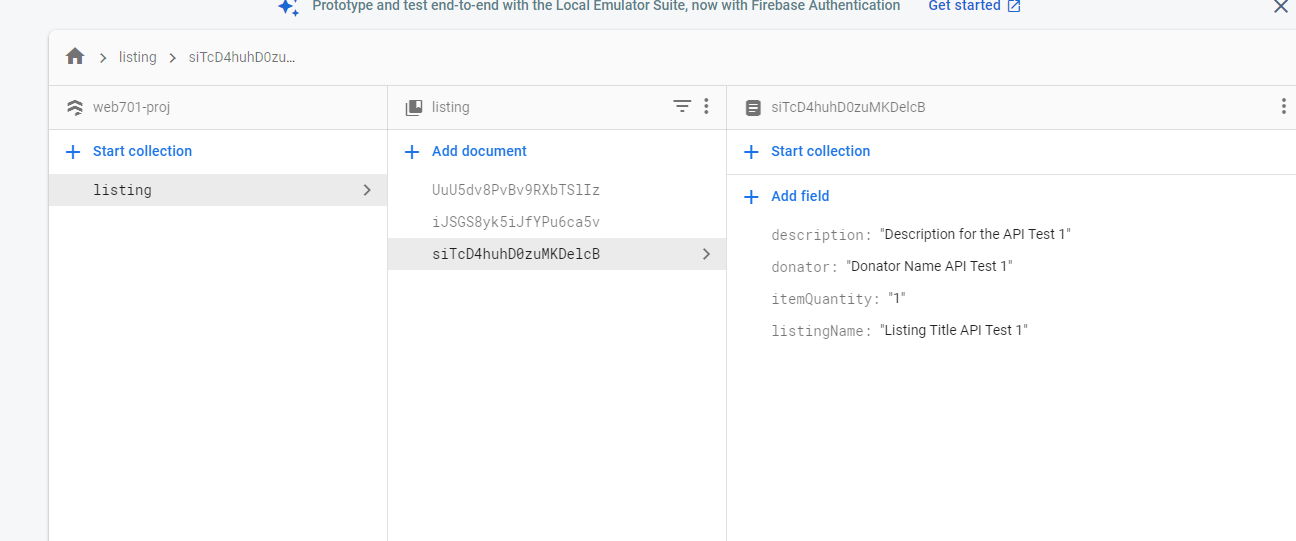 Prototype and test end-to-end with the Local Emulator Suite, now with Firebase Authentication Get started
listing siTcD4huhD0zu...
web701-proj
listing
siTcD4huhD0zuMKDelcB
Start collection
Add document
Start collection
listing
UuU5dv8PvBv9RXbTSlIz
iJSGS8yk5iJfYPu6ca5v
siTcD4huhD0zuMKDelcB
Add field
description: "Description for the API Test 1"
donator: "Donator Name API Test 1"
itemQuantity: "1"
listingName: "Listing Title API Test 1"